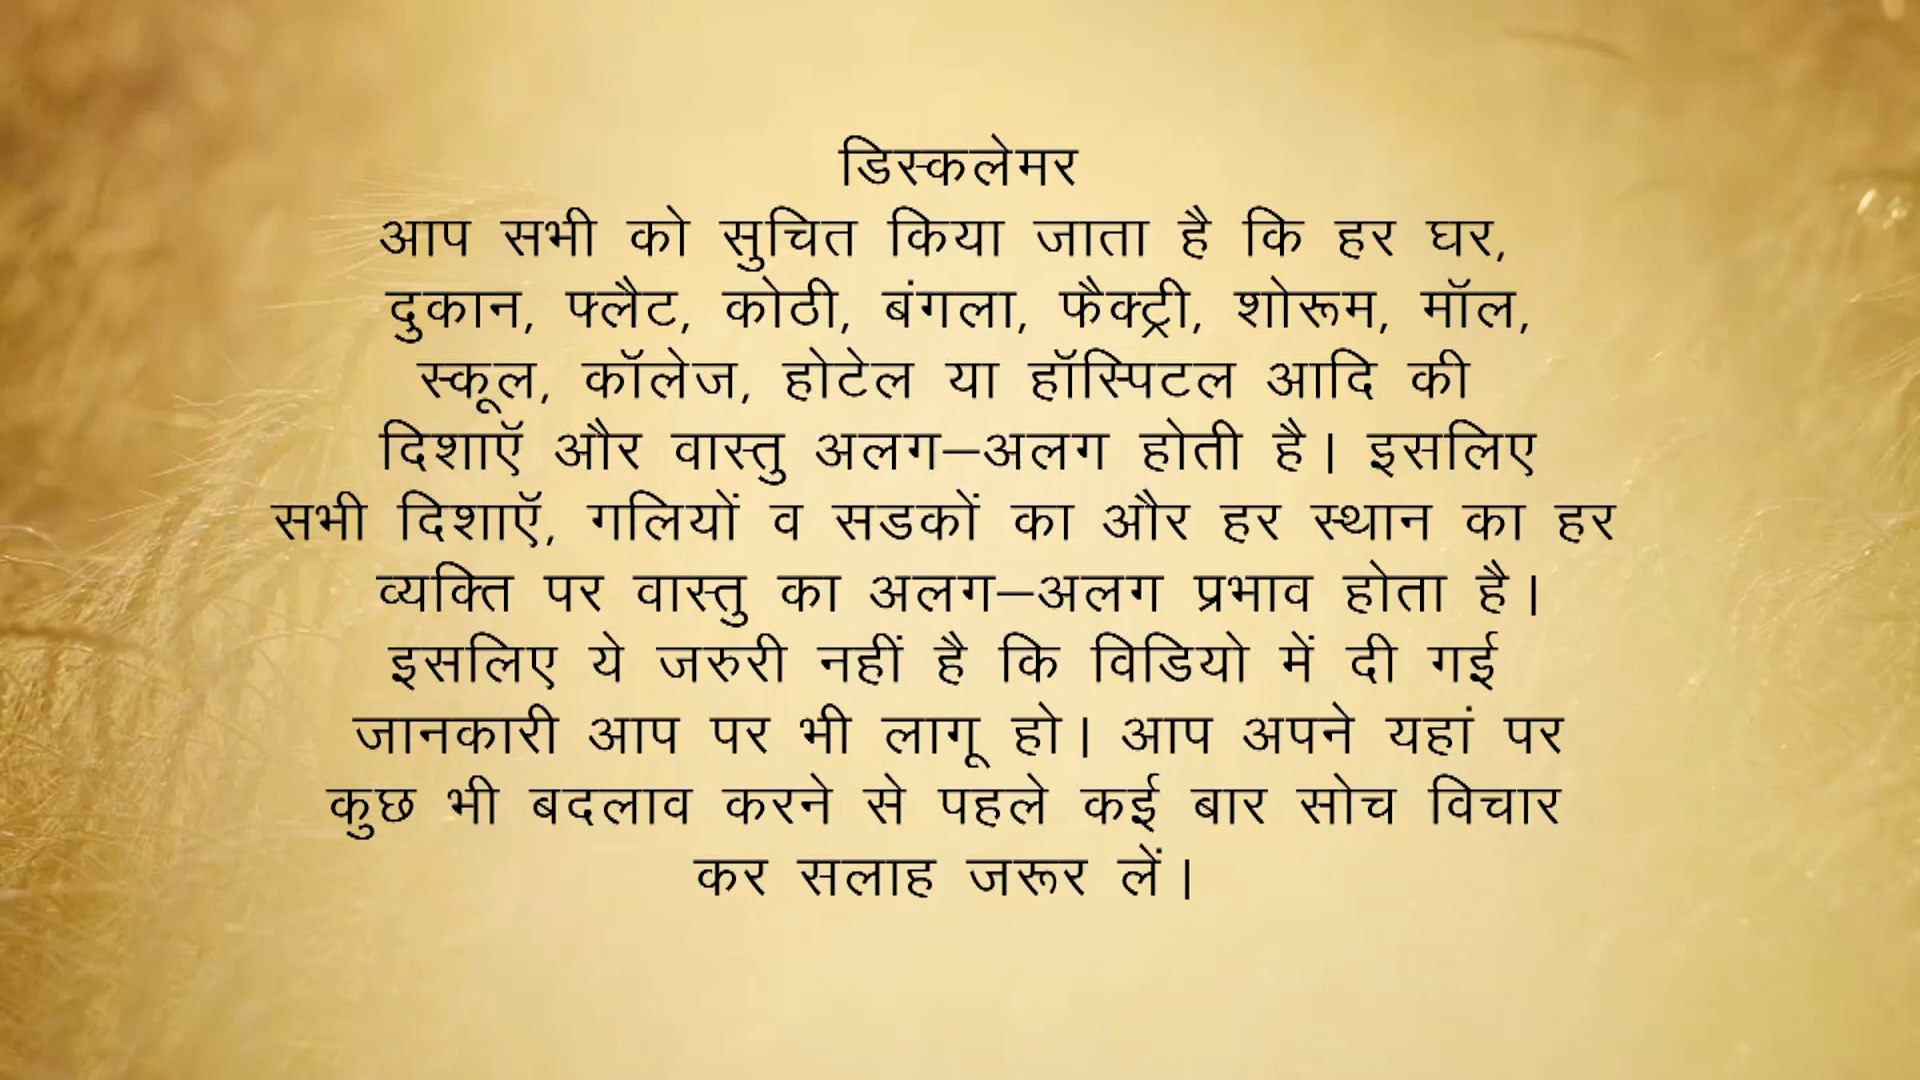 डिस्कलेमर
आप सभी को सुचित किया जाता है कि हर घर,
दुकान, फ्लैट, कोठी, बंगला, फैक्ट्री, शोरूम, मॉल,
स्कूल, कॉलेज, होटेल या हॉस्पिटल आदि की
दिशाऍ और वास्तु अलग–अलग होती है। इसलिए
सभी दिशाऍ, गलियों व सडकों का और हर स्थान का हर
व्यक्ति पर वास्तु का अलग–अलग प्रभाव होता है।
इसलिए ये जरुरी नहीं है कि विडियो में दी गई
जानकारी आप पर भी लागू हो। आप अपने यहां पर
कुछ भी बदलाव करने से पहले कई बार सोच विचार
कर सलाह जरूर लें।